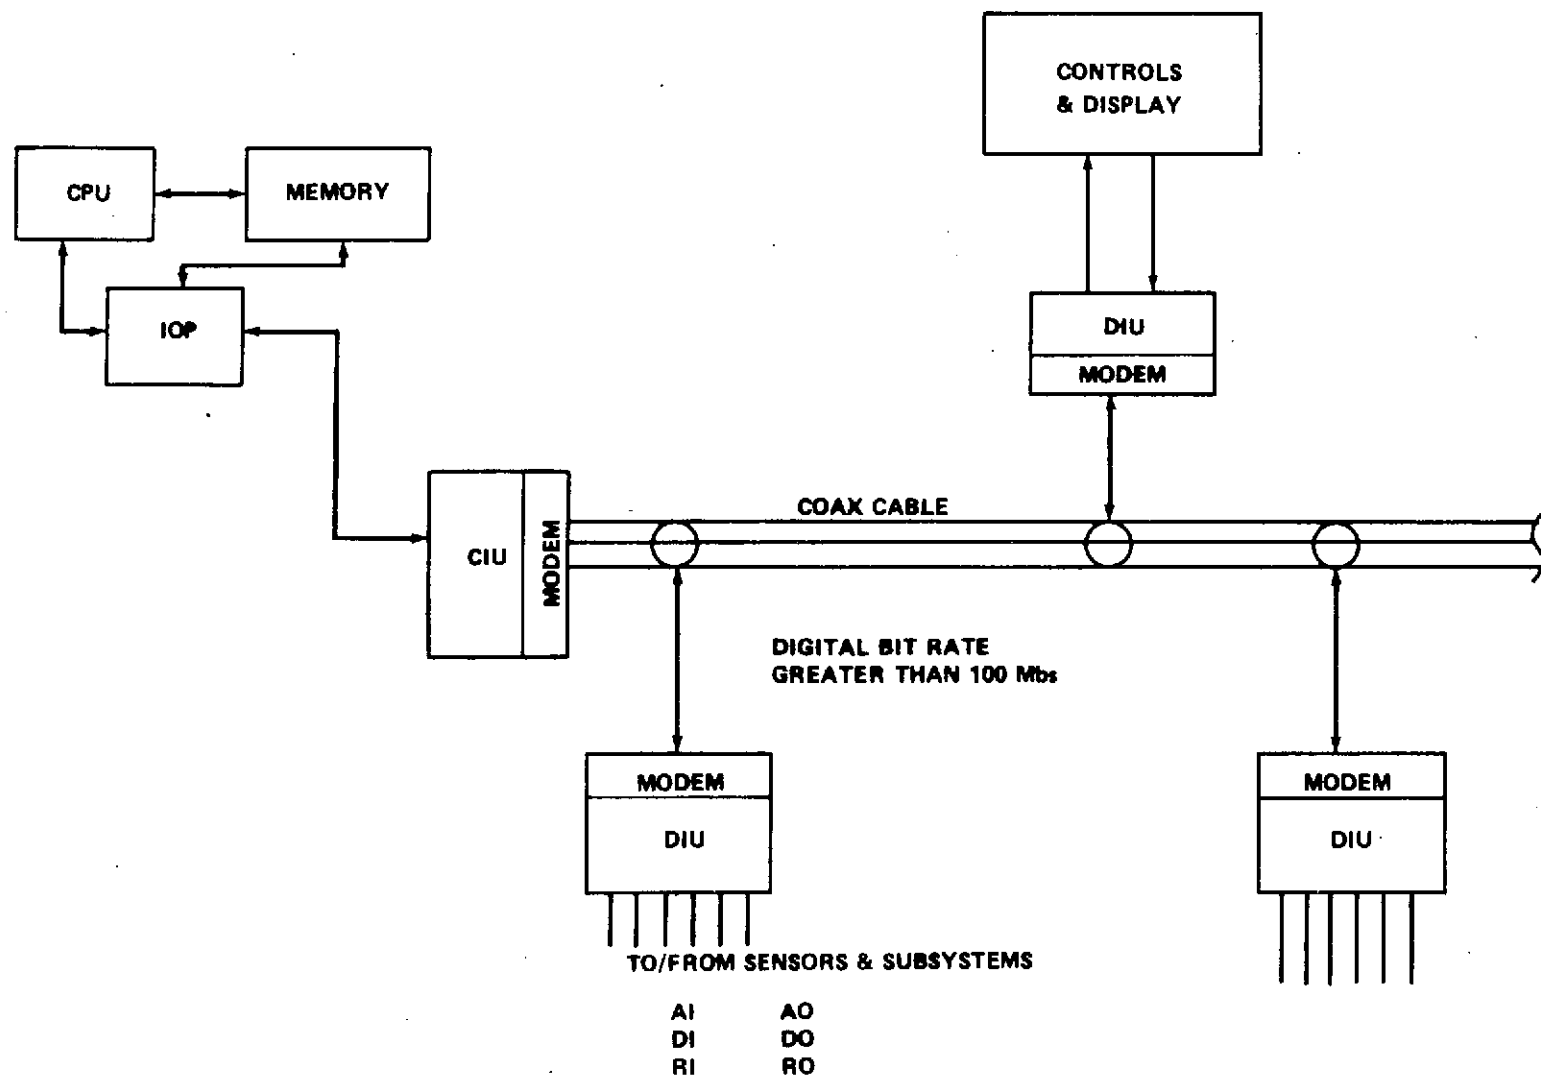 CONTROLS
& DISPLAY
CPU
MEMORY
IOP
DIU
MODEM
COAX CABLE
CIU
MODEM
DIGITAL BIT RATE
GREATER THAN 100 Mbs
MODEM
DIU
MODEM
DIU
TO/FROM SENSORS & SUBSYSTEMS
AI AO
DI DO
RI RO